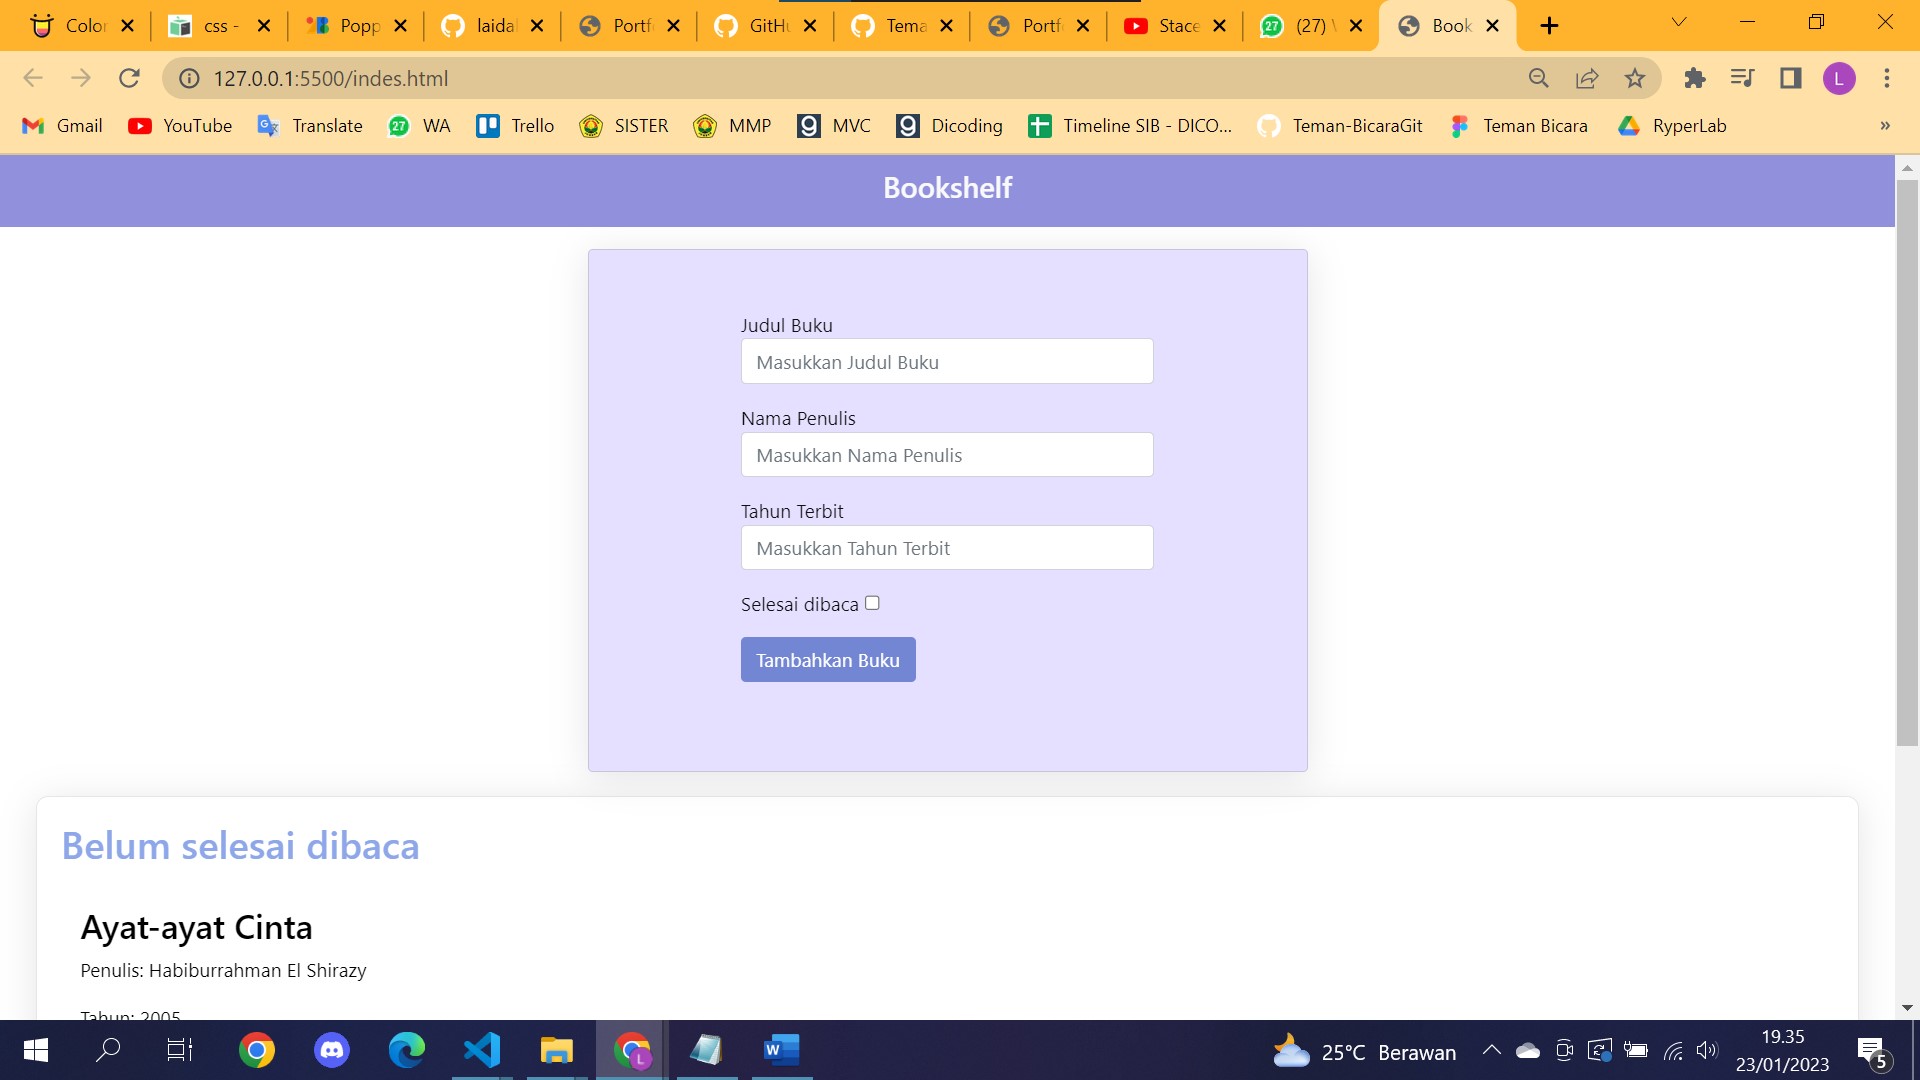 Color
css -
Popp
laidal
Portf
GitHu
Tema
Portf
Stace
(27)
Book
127.0.0.1:5500/indes.html
L
Gmail
YouTube
Translate
27
WA
Trello
SISTER
MMP
MVC
Dicoding
Timeline SIB - DICO...
Teman-BicaraGit
Teman Bicara
RyperLab
»
Bookshelf
Judul Buku
Masukkan Judul Buku
Nama Penulis
Masukkan Nama Penulis
Tahun Terbit
Masukkan Tahun Terbit
Selesai dibaca
Tambahkan Buku
Belum selesai dibaca
Ayat-ayat Cinta
Penulis: Habiburrahman El Shirazy
Tahun: 2005
25°C Berawan
19.35
23/01/2023
5